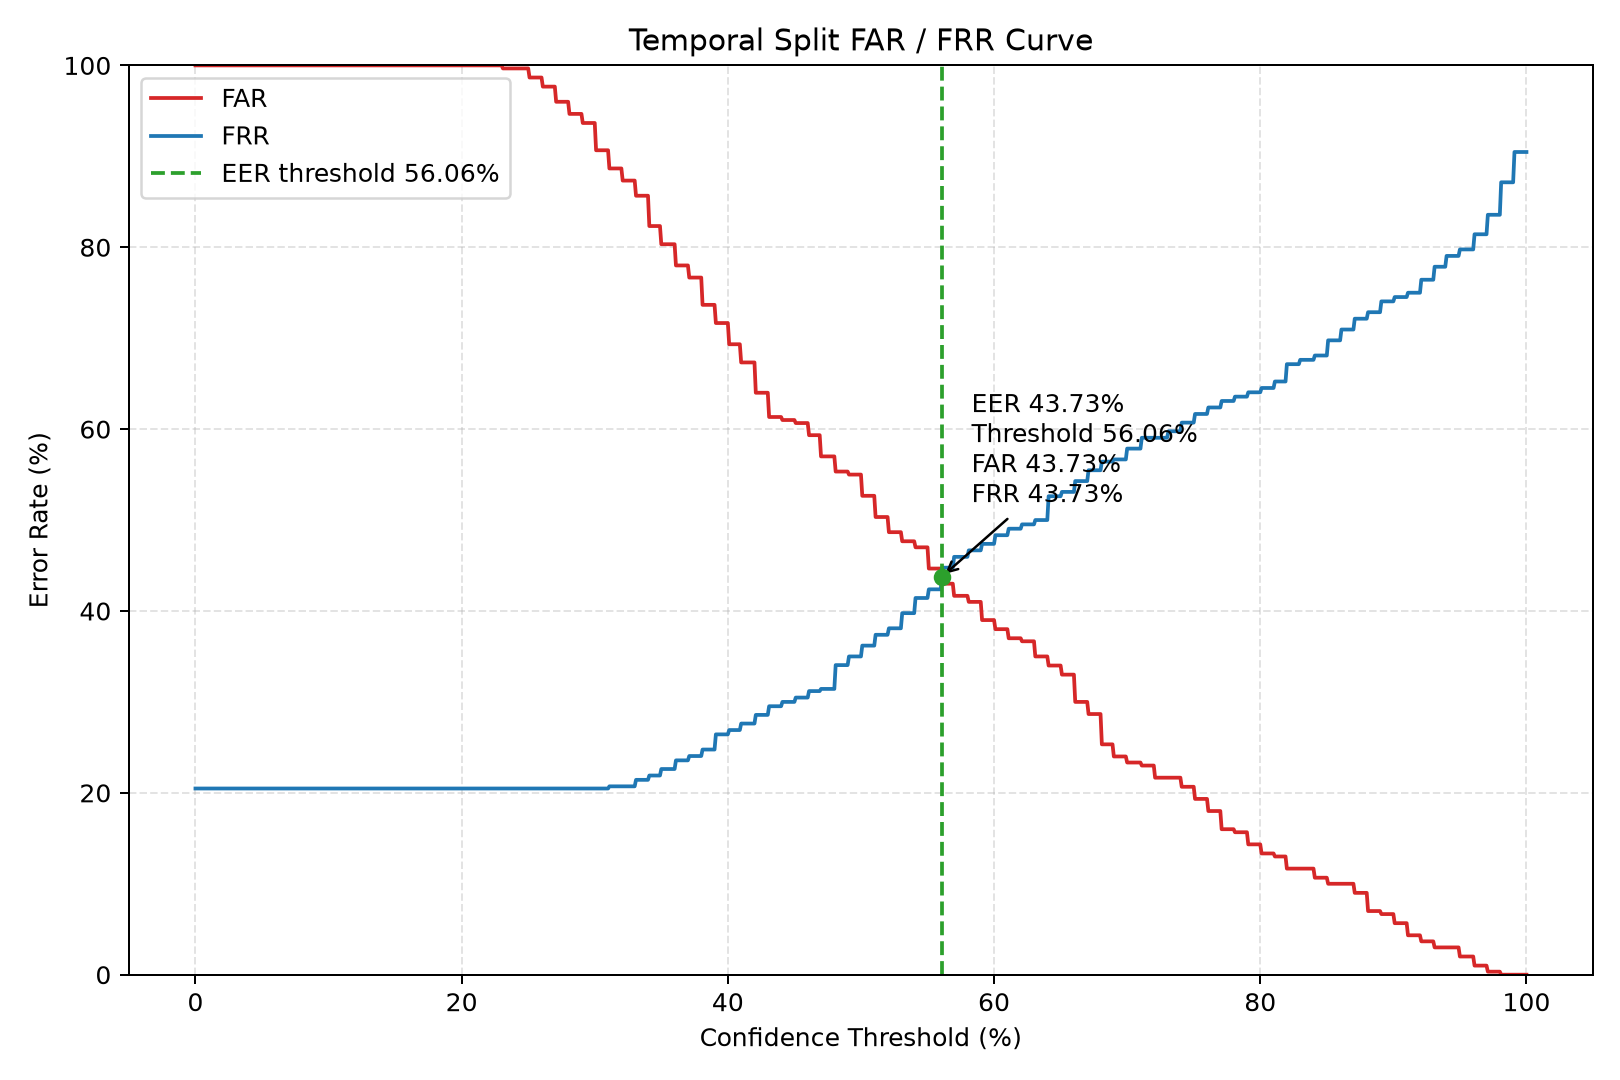 Temporal Split FAR / FRR Curve
100
80
60
40
20
0
Error Rate (%)
FAR
FRR
EER threshold 56.06%
EER 43.73%
Threshold 56.06%
FAR 43.73%
FRR 43.73%
0 20 40 60 80 100
Confidence Threshold (%)